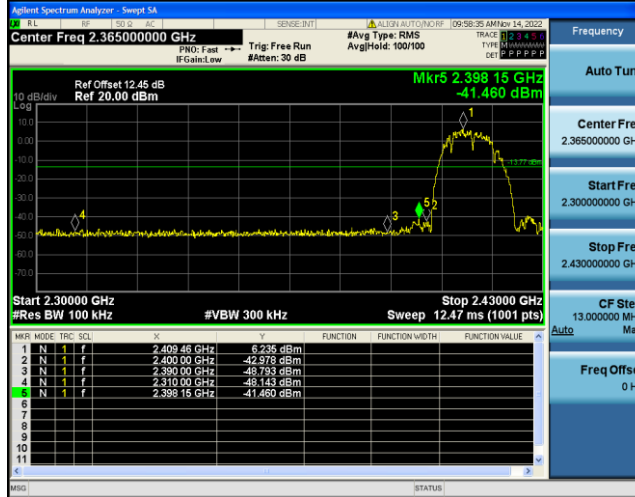 Agilent Spectrum Analyzer - Swept SA
RL RF 50 Ω AC SENSE:INT ALIGN AUTO/NO RF 09:58:35 AM Nov 14, 2022
Center Freq 2.365000000 GHz
PNO: Fast
IFGain:Low
Trig: Free Run
#Atten: 30 dB
#Avg Type: RMS
Avg|Hold: 100/100
TRACE 1 2 3 4 5 6
TYPE M WWWWW
DET P P P P P P
Ref Offset 12.45 dB
10 dB/div Ref 20.00 dBm
Log
Mkr5 2.398 15 GHz
-41.460 dBm
10.0
0.00
-10.0
-20.0
-30.0
-40.0
-50.0
-60.0
-70.0
1
-13.77 dBm
4
3
5
2
Start 2.30000 GHz Stop 2.43000 GHz
#Res BW 100 kHz #VBW 300 kHz Sweep 12.47 ms (1001 pts)
MKR MODE TRC SCL X Y FUNCTION FUNCTION WIDTH FUNCTION VALUE
1 N 1 f 2.409 46 GHz 6.235 dBm
2 N 1 f 2.400 00 GHz -42.978 dBm
3 N 1 f 2.390 00 GHz -48.793 dBm
4 N 1 f 2.310 00 GHz -48.143 dBm
5 N 1 f 2.398 15 GHz -41.460 dBm
6
7
8
9
10
11
MSG STATUS
Frequency
Auto Tun
Center Fre
2.365000000 GH
Start Fre
2.300000000 GH
Stop Fre
2.430000000 GH
CF Ste
13.000000 MH
Auto Ma
Freq Offse
0 H